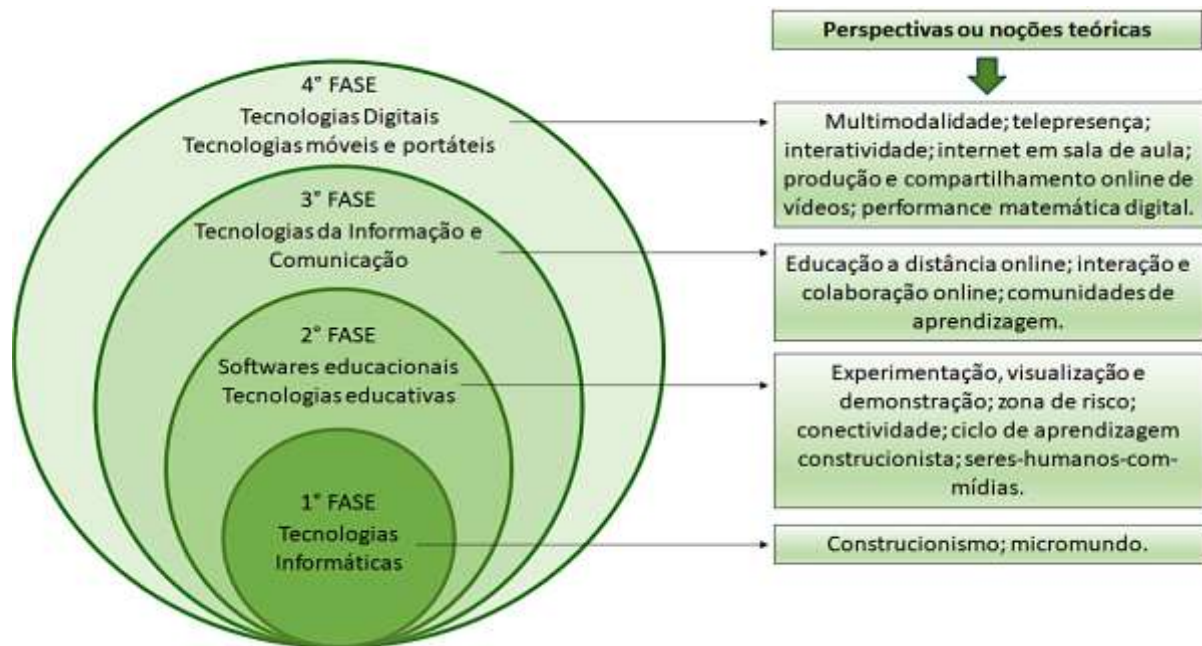 Perspectivas ou noções teóricas
4° FASE
Tecnologias Digitais
Tecnologias móveis e portáteis
Multimodalidade; telepresença;
interatividade; internet em sala de aula;
produção e compartilhamento online de
vídeos; performance matemática digital.
3° FASE
Tecnologias da Informação e
Comunicação
Educação a distância online; interação e
colaboração online; comunidades de
aprendizagem.
2° FASE
Softwares educacionais
Tecnologias educativas
Experimentação, visualização e
demonstração; zona de risco;
conectividade; ciclo de aprendizagem
construcionista; seres-humanos-com-
mídias.
1° FASE
Tecnologias
Informáticas
Construcionismo; micromundo.